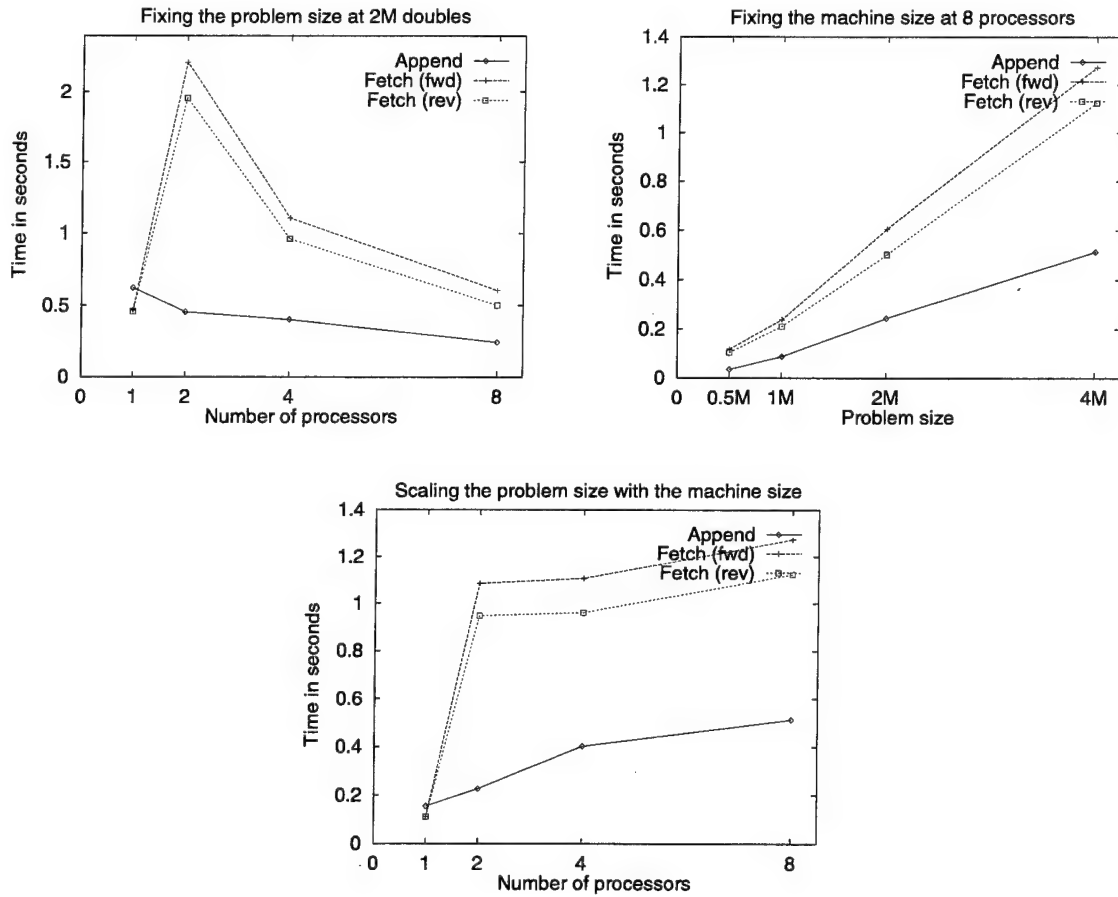 Fixing the problem size at 2M doubles
Time in seconds
2
1.5
1
0.5
0
Append
Fetch (fwd)
Fetch (rev)
0 1 2 4 8
Number of processors
Fixing the machine size at 8 processors
Time in seconds
1.4
1.2
1
0.8
0.6
0.4
0.2
0
Append
Fetch (fwd)
Fetch (rev)
0 0.5M 1M 2M 4M
Problem size
Scaling the problem size with the machine size
Time in seconds
1.4
1.2
1
0.8
0.6
0.4
0.2
0
Append
Fetch (fwd)
Fetch (rev)
0 1 2 4 8
Number of processors